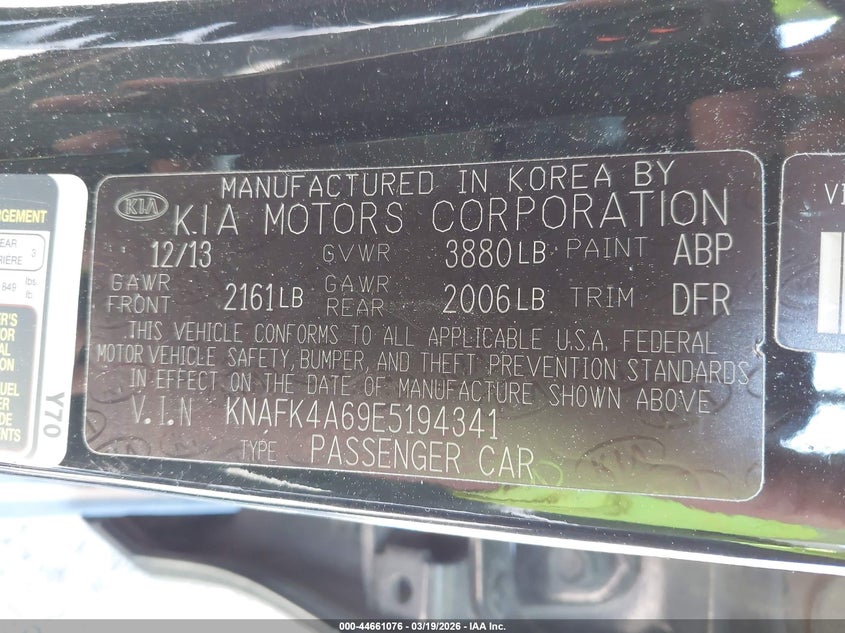 MANUFACTURED IN KOREA BY
KIA KIA MOTORS CORPORATION
12/13 GVWR 3880LB PAINT ABP
GAWR FRONT 2161LB GAWR REAR 2006LB TRIM DFR
THIS VEHICLE CONFORMS TO ALL APPLICABLE U.S.A. FEDERAL
MOTOR VEHICLE SAFETY, BUMPER, AND THEFT PREVENTION STANDARDS
IN EFFECT ON THE DATE OF MANUFACTURE SHOWN ABOVE.
V.I.N KNAFK4A69E5194341
TYPE PASSENGER CAR
Y70
849 lbs.
000-44661076 - 03/19/2026 - IAA Inc.